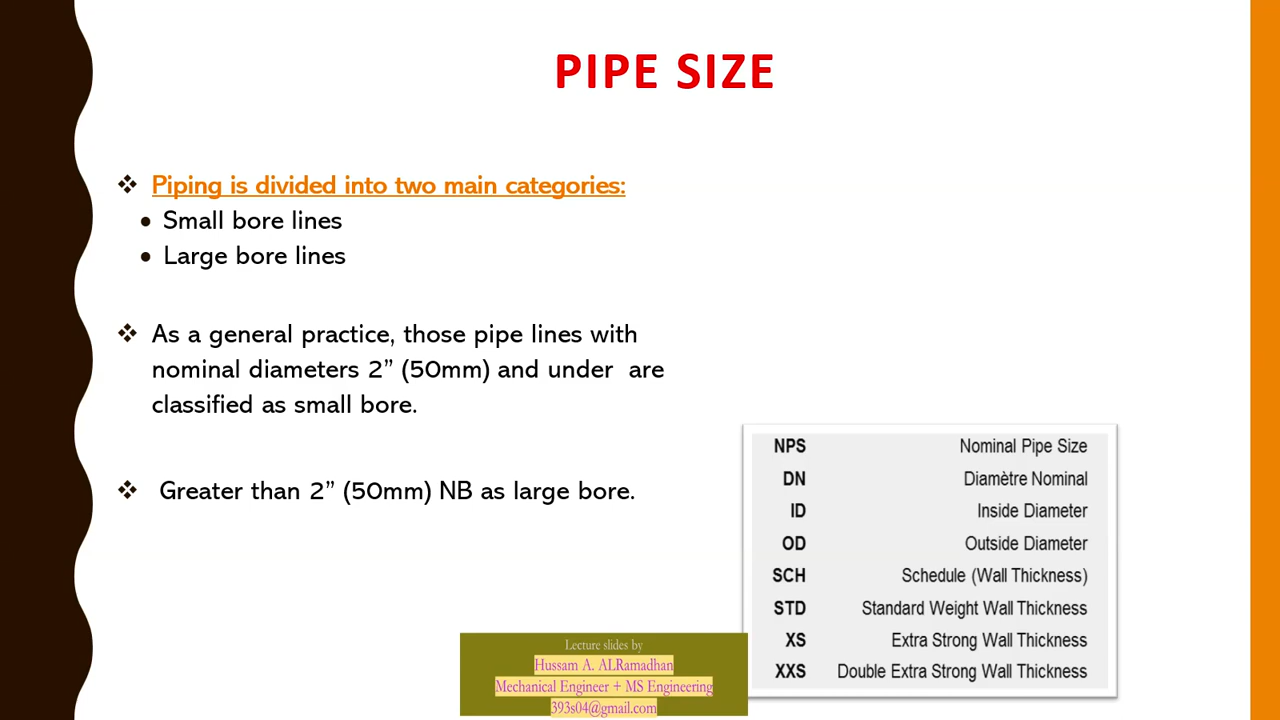 PIPE SIZE
❖ Piping is divided into two main categories:
• Small bore lines
• Large bore lines
❖ As a general practice, those pipe lines with
nominal diameters 2” (50mm) and under are
classified as small bore.
❖ Greater than 2” (50mm) NB as large bore.
NPS Nominal Pipe Size
DN Diamètre Nominal
ID Inside Diameter
OD Outside Diameter
SCH Schedule (Wall Thickness)
STD Standard Weight Wall Thickness
XS Extra Strong Wall Thickness
XXS Double Extra Strong Wall Thickness
Lecture slides by
Hussam A. ALRamadhan
Mechanical Engineer + MS Engineering
393s04@gmail.com